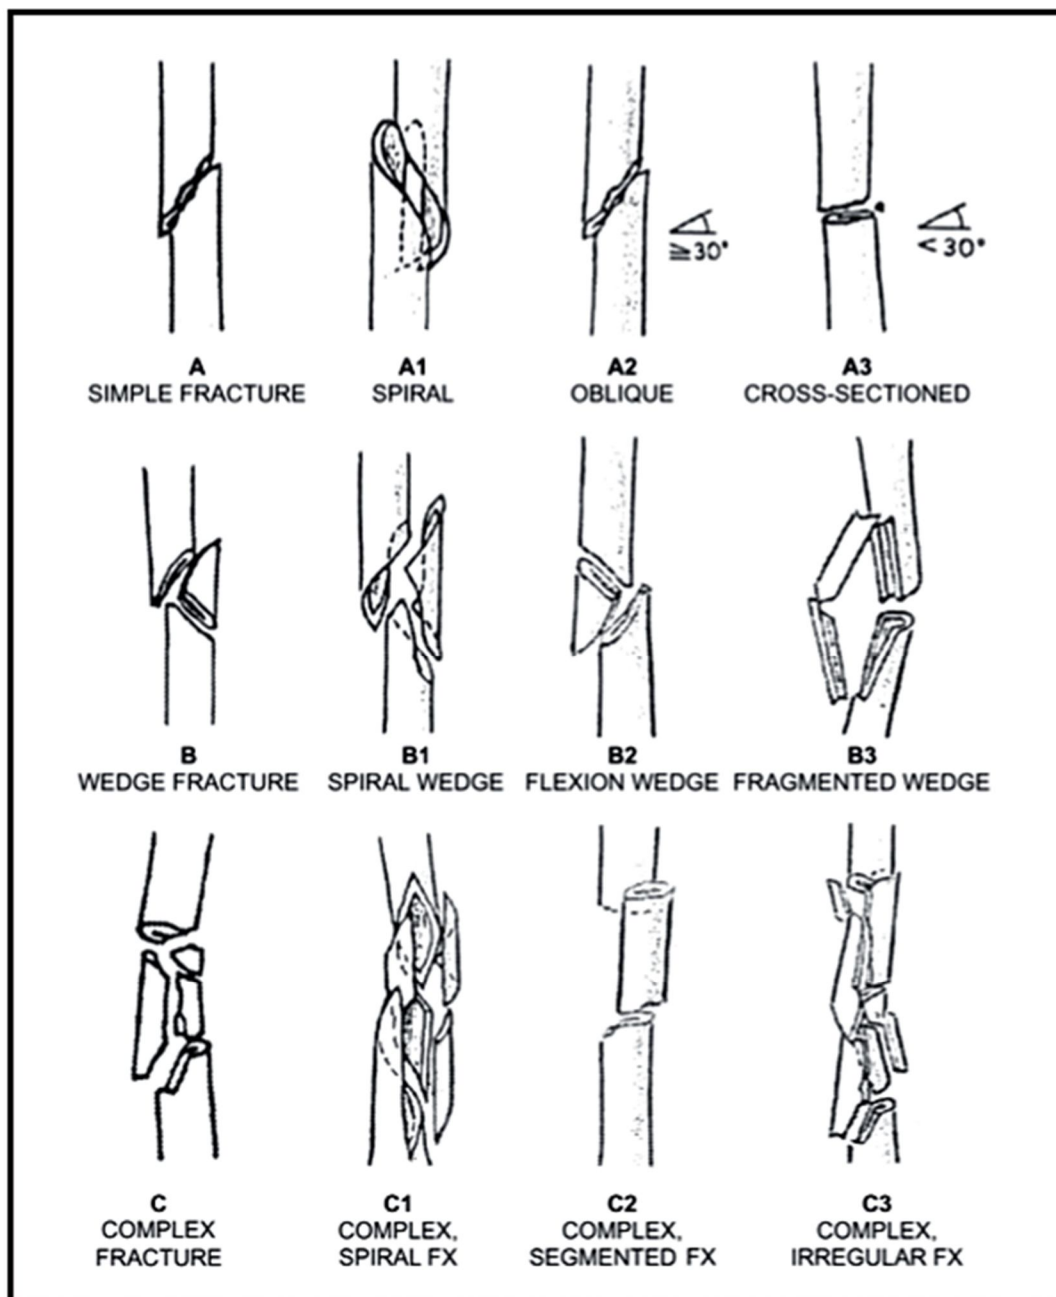 ≧30°
<30°
A
SIMPLE FRACTURE
A1
SPIRAL
A2
OBLIQUE
A3
CROSS-SECTIONED
B
WEDGE FRACTURE
B1
SPIRAL WEDGE
B2
FLEXION WEDGE
B3
FRAGMENTED WEDGE
C
COMPLEX
FRACTURE
C1
COMPLEX,
SPIRAL FX
C2
COMPLEX,
SEGMENTED FX
C3
COMPLEX,
IRREGULAR FX